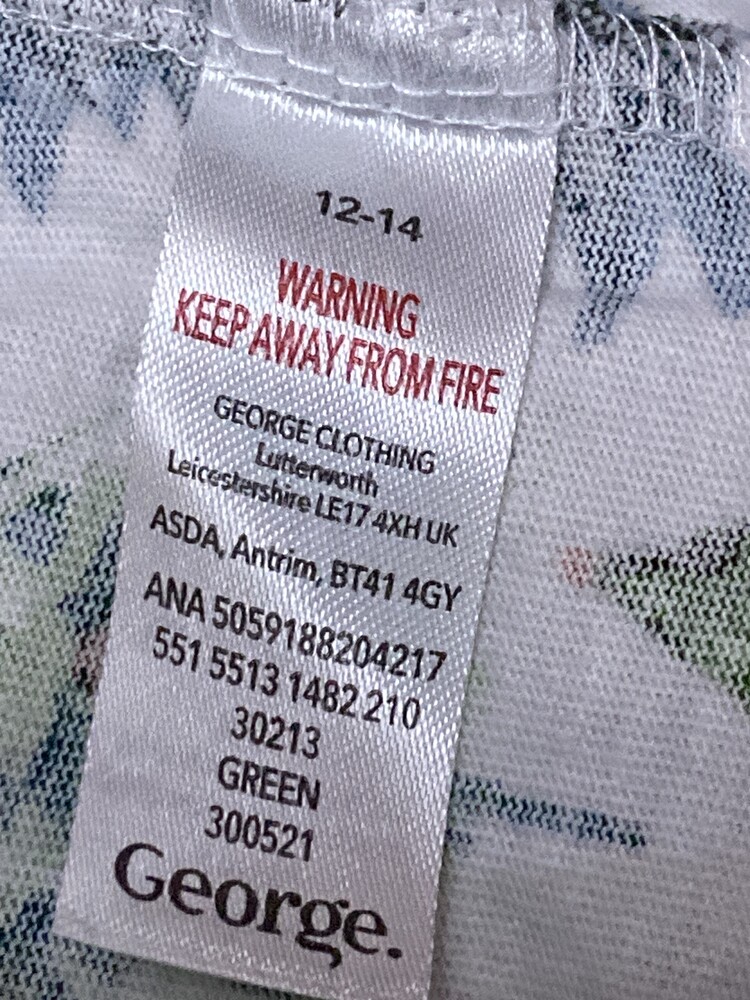 12-14
WARNING
KEEP AWAY FROM FIRE
GEORGE CLOTHING
Lutterworth
Leicestershire LE17 4XH UK
ASDA, Antrim, BT41 4GY
ANA 5059188204217
551 5513 1482 210
30213
GREEN
300521
George.